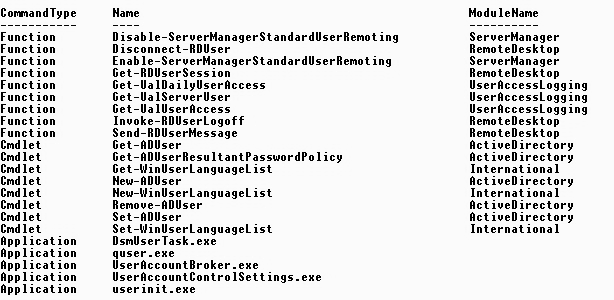 CommandType Name ModuleName
----------- ---- ----------
Function Disable-ServerManagerStandardUserRemoting ServerManager
Function Disconnect-RDUser RemoteDesktop
Function Enable-ServerManagerStandardUserRemoting ServerManager
Function Get-RDUserSession RemoteDesktop
Function Get-UalDailyUserAccess UserAccessLogging
Function Get-UalServerUser UserAccessLogging
Function Get-UalUserAccess UserAccessLogging
Function Invoke-RDUserLogoff RemoteDesktop
Function Send-RDUserMessage RemoteDesktop
Cmdlet Get-ADUser ActiveDirectory
Cmdlet Get-ADUserResultantPasswordPolicy ActiveDirectory
Cmdlet Get-WinUserLanguageList International
Cmdlet New-ADUser ActiveDirectory
Cmdlet New-WinUserLanguageList International
Cmdlet Remove-ADUser ActiveDirectory
Cmdlet Set-ADUser ActiveDirectory
Cmdlet Set-WinUserLanguageList International
Application DsmUserTask.exe
Application quser.exe
Application UserAccountBroker.exe
Application UserAccountControlSettings.exe
Application userinit.exe